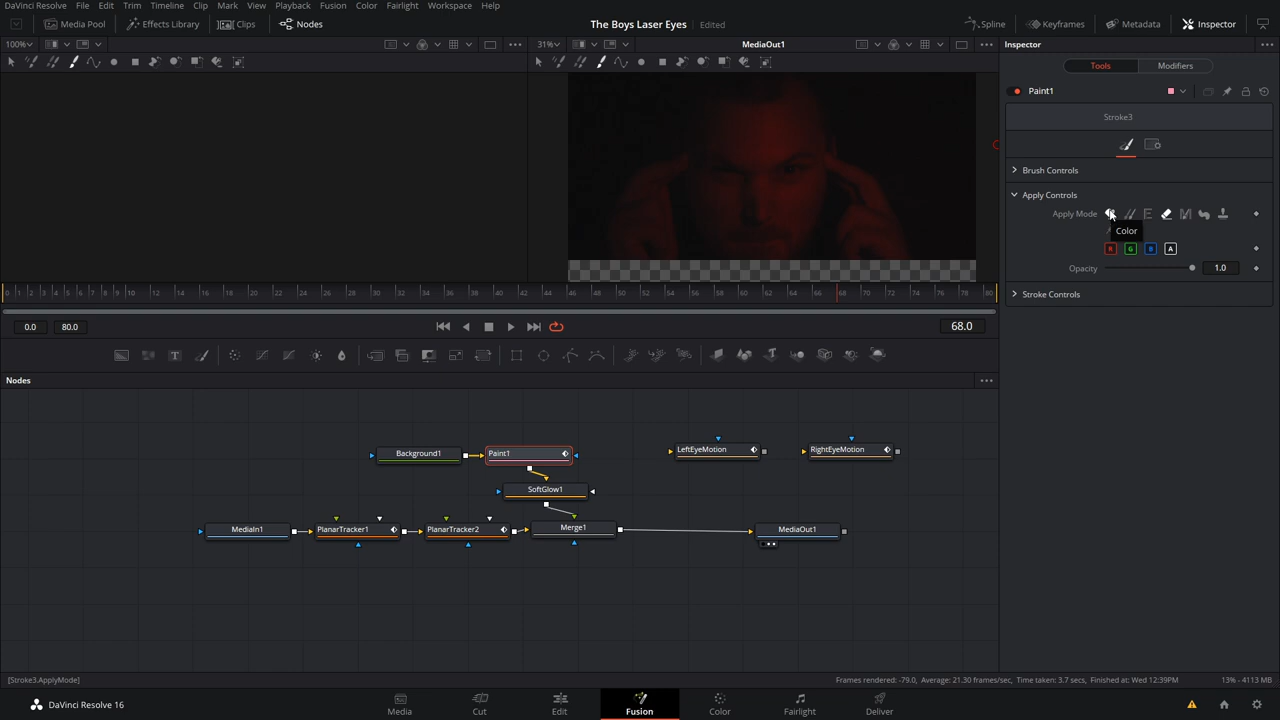 DaVinci Resolve File Edit Trim Timeline Clip Mark View Playback Fusion Color Fairlight Workspace Help
Media Pool Effects Library Clips Nodes The Boys Laser Eyes Edited Spline Keyframes Metadata Inspector
100% 31% MediaOut1 Inspector
Tools Modifiers
Paint1
Stroke3
Brush Controls
Apply Controls
Apply Mode
Color
R G B A
Opacity 1.0
Stroke Controls
0 1 2 3 4 5 6 7 8 9 10 12 14 16 18 20 22 24 26 28 30 32 34 36 38 40 42 44 46 48 50 52 54 56 58 60 62 64 66 68 70 72 74 76 78 80
0.0 80.0 68.0
Nodes
Background1 Paint1 LeftEyeMotion RightEyeMotion
SoftGlow1
MediaIn1 PlanarTracker1 PlanarTracker2 Merge1 MediaOut1
[Stroke3.ApplyMode] Frames rendered: -79.0, Average: 21.30 frames/sec, Time taken: 3.7 secs, Finished at: Wed 12:39PM 13% - 4113 MB
DaVinci Resolve 16 Media Cut Edit Fusion Color Fairlight Deliver